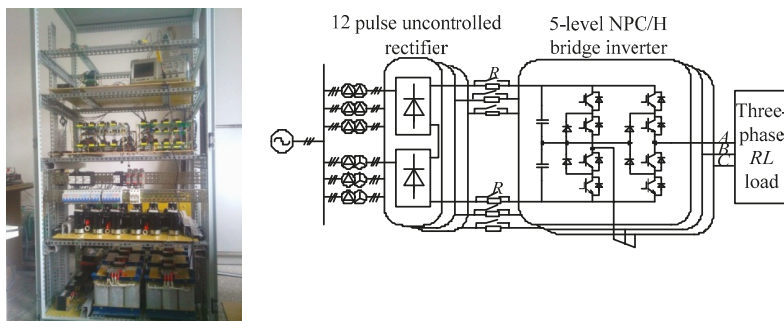 12 pulse uncontrolled
rectifier
5-level NPC/H
bridge inverter
R
R
A
B
C
Three-
phase
RL
load